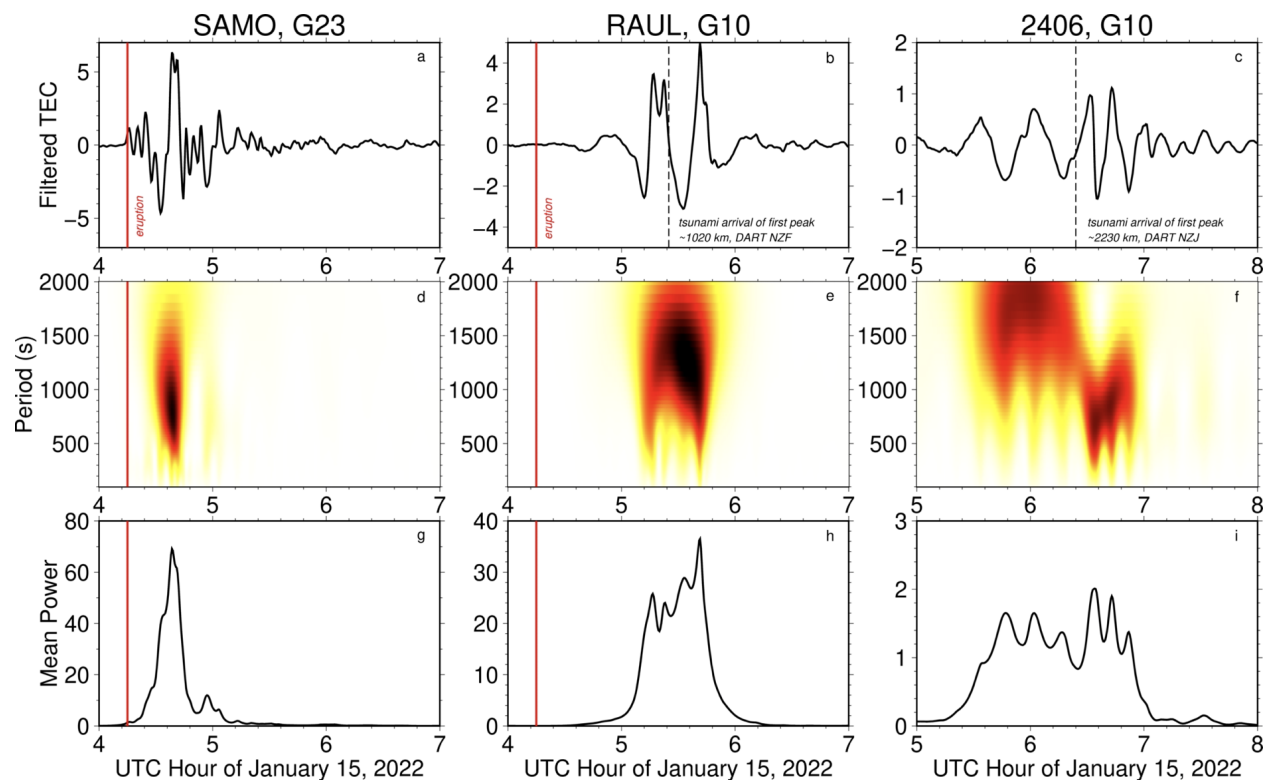 SAMO, G23
RAUL, G10
2406, G10
Filtered TEC
5
0
−5
a
eruption
4 5 6 7
4
2
0
−2
−4
b
eruption
tsunami arrival of first peak
~1020 km, DART NZF
4 5 6 7
2
1
0
−1
−2
c
tsunami arrival of first peak
~2230 km, DART NZJ
5 6 7 8
Period (s)
2000
1500
1000
500
d
4 5 6 7
2000
1500
1000
500
e
4 5 6 7
2000
1500
1000
500
f
5 6 7 8
Mean Power
80
60
40
20
0
g
4 5 6 7
UTC Hour of January 15, 2022
40
30
20
10
0
h
4 5 6 7
UTC Hour of January 15, 2022
3
2
1
0
i
5 6 7 8
UTC Hour of January 15, 2022